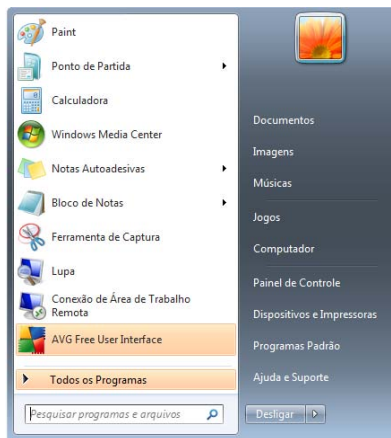 Paint
Ponto de Partida
Calculadora
Windows Media Center
Notas Autoadesivas
Bloco de Notas
Ferramenta de Captura
Lupa
Conexão de Área de Trabalho
Remota
AVG Free User Interface
Todos os Programas
Pesquisar programas e arquivos
Documentos
Imagens
Músicas
Jogos
Computador
Painel de Controle
Dispositivos e Impressoras
Programas Padrão
Ajuda e Suporte
Desligar